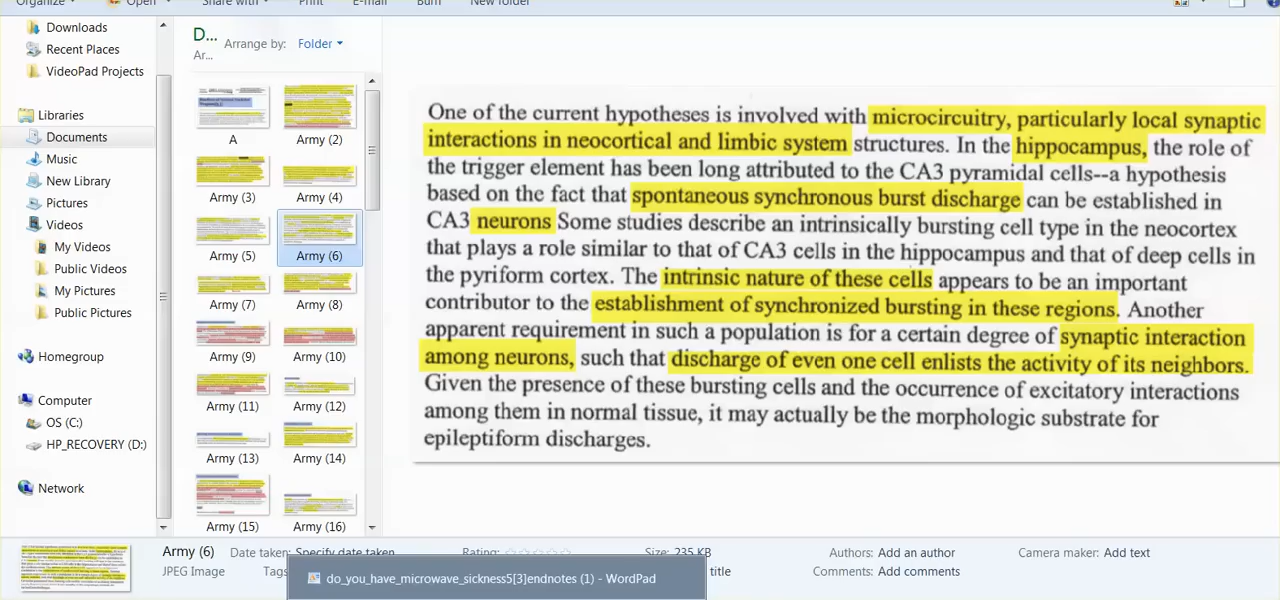 Organize
Open
Share with
Print
E-mail
Burn
New folder
Downloads
Recent Places
VideoPad Projects
Libraries
Documents
Music
New Library
Pictures
Videos
My Videos
Public Videos
My Pictures
Public Pictures
Homegroup
Computer
OS (C:)
HP_RECOVERY (D:)
Network
D...
Ar...
Arrange by: Folder
A
Army (2)
Army (3)
Army (4)
Army (5)
Army (6)
Army (7)
Army (8)
Army (9)
Army (10)
Army (11)
Army (12)
Army (13)
Army (14)
Army (15)
Army (16)
One of the current hypotheses is involved with microcircuitry, particularly local synaptic
interactions in neocortical and limbic system structures. In the hippocampus, the role of
the trigger element has been long attributed to the CA3 pyramidal cells--a hypothesis
based on the fact that spontaneous synchronous burst discharge can be established in
CA3 neurons Some studies describe an intrinsically bursting cell type in the neocortex
that plays a role similar to that of CA3 cells in the hippocampus and that of deep cells in
the pyriform cortex. The intrinsic nature of these cells appears to be an important
contributor to the establishment of synchronized bursting in these regions. Another
apparent requirement in such a population is for a certain degree of synaptic interaction
among neurons, such that discharge of even one cell enlists the activity of its neighbors.
Given the presence of these bursting cells and the occurrence of excitatory interactions
among them in normal tissue, it may actually be the morphologic substrate for
epileptiform discharges.
Army (6) Date taken: Specify date taken Rating: Size: 235 KB Authors: Add an author Camera maker: Add text
JPEG Image Tags title Comments: Add comments
do_you_have_microwave_sickness5[3]endnotes (1) - WordPad